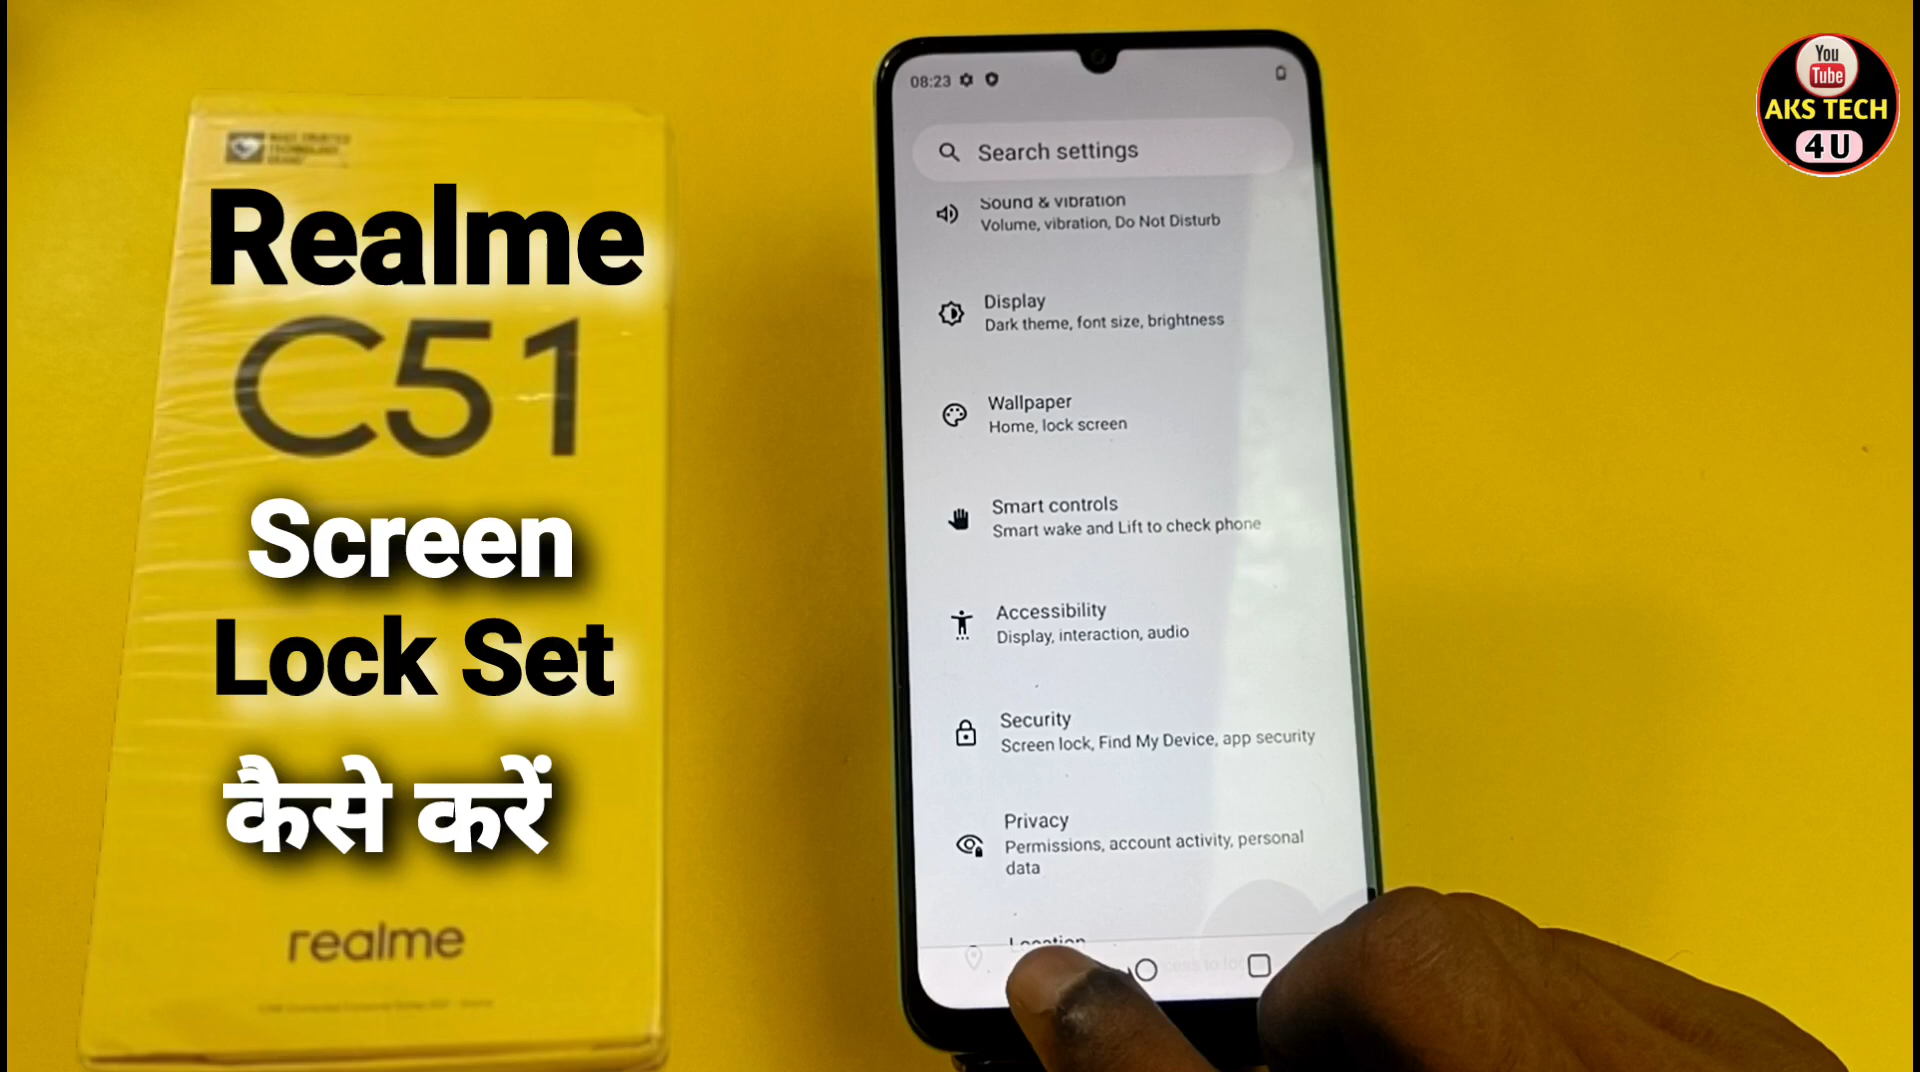 Realme
C51
Screen
Lock Set
कैसे करें
realme
08:23
Search settings
Sound & vibration
Volume, vibration, Do Not Disturb
Display
Dark theme, font size, brightness
Wallpaper
Home, lock screen
Smart controls
Smart wake and Lift to check phone
Accessibility
Display, interaction, audio
Security
Screen lock, Find My Device, app security
Privacy
Permissions, account activity, personal
data
Location
You
Tube
AKS TECH
4 U